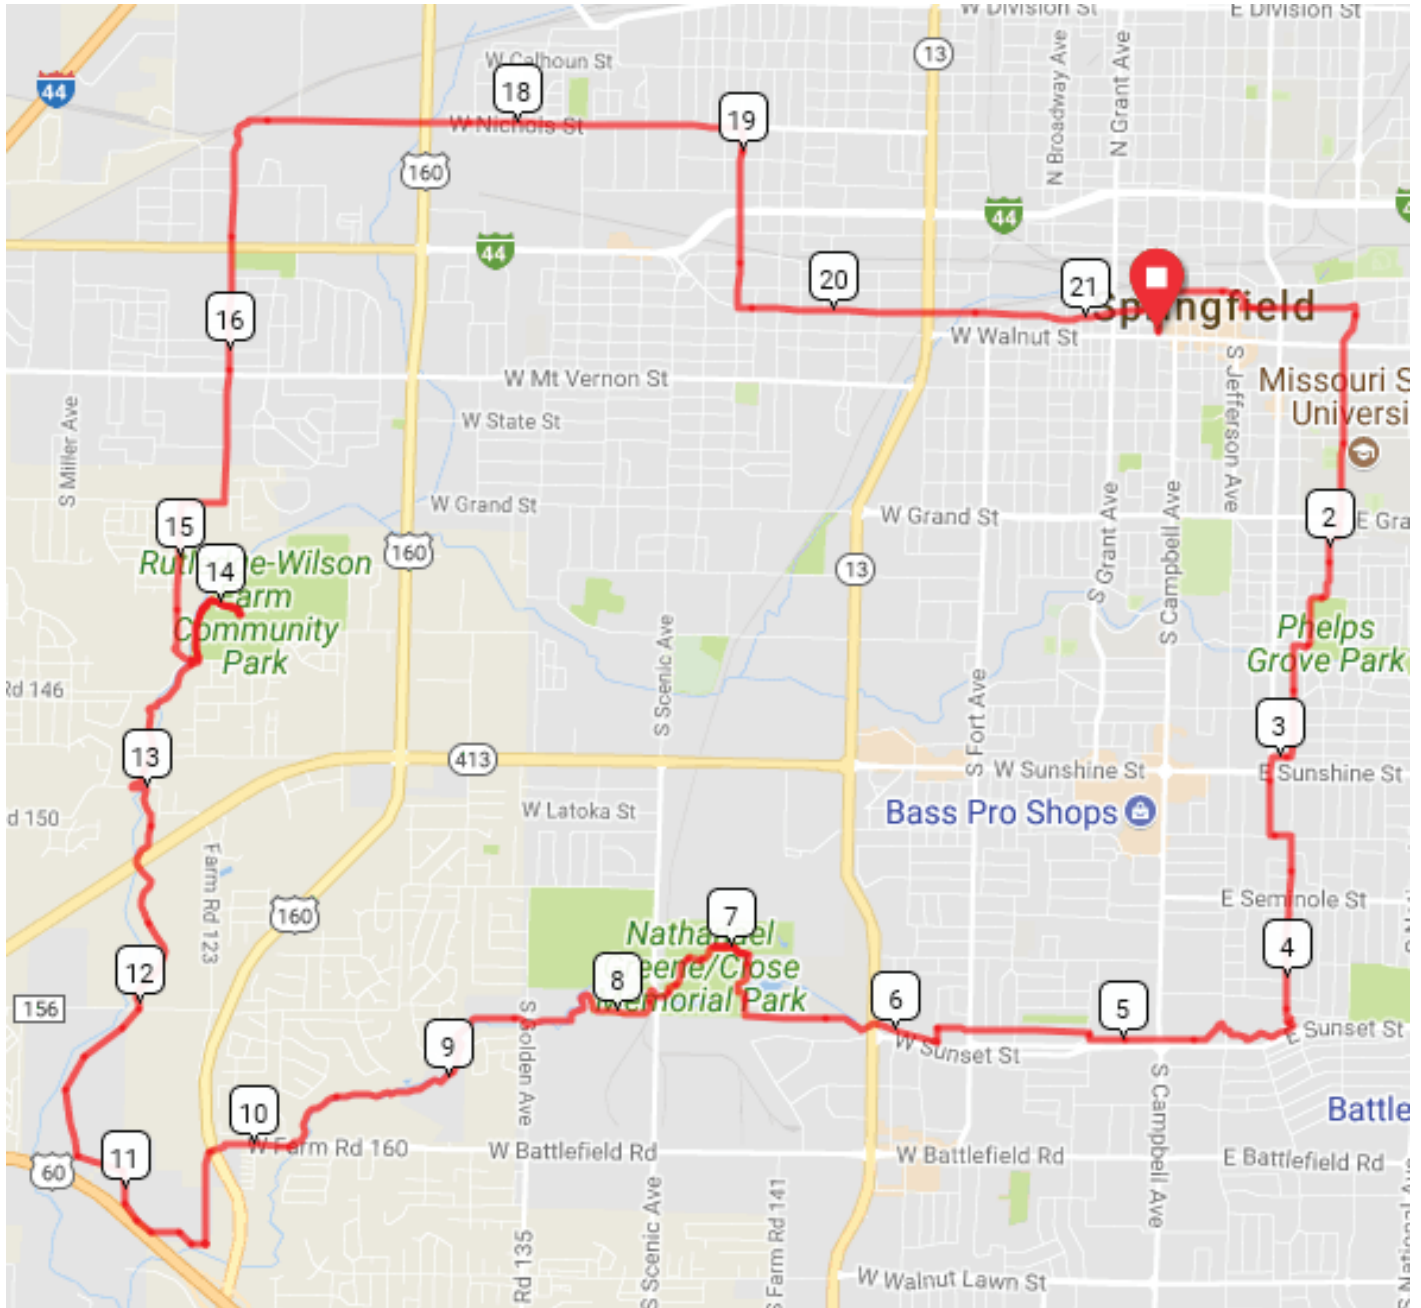 W Division St
E Division St
13
N Broadway Ave
N Grant Ave
W Calhoun St
44
18
W Nichols St
19
160
44
44
20
21
16
Springfield
W Walnut St
S Jefferson Ave
W Mt Vernon St
Missouri S
Universi
W State St
S Miller Ave
W Grand St
W Grand St
2
E Gra
15
160
13
14
Rut
e-Wilson
Farm
Community
Park
S Grant Ave
S Campbell Ave
Phelps
Grove Park
Rd 146
S Scenic Ave
S Fort Ave
3
13
413
W Sunshine St
E Sunshine St
W Latoka St
Bass Pro Shops
d 150
Farm Rd 123
160
E Seminole St
7
Nathanael
Greene/Close
Memorial Park
4
12
8
6
5
156
S Golden Ave
9
W Sunset St
E Sunset St
S Campbell Ave
10
Battle
W Farm Rd 160
W Battlefield Rd
W Battlefield Rd
E Battlefield Rd
11
60
Rd 135
S Scenic Ave
S Farm Rd 141
W Walnut Lawn St
S National Av